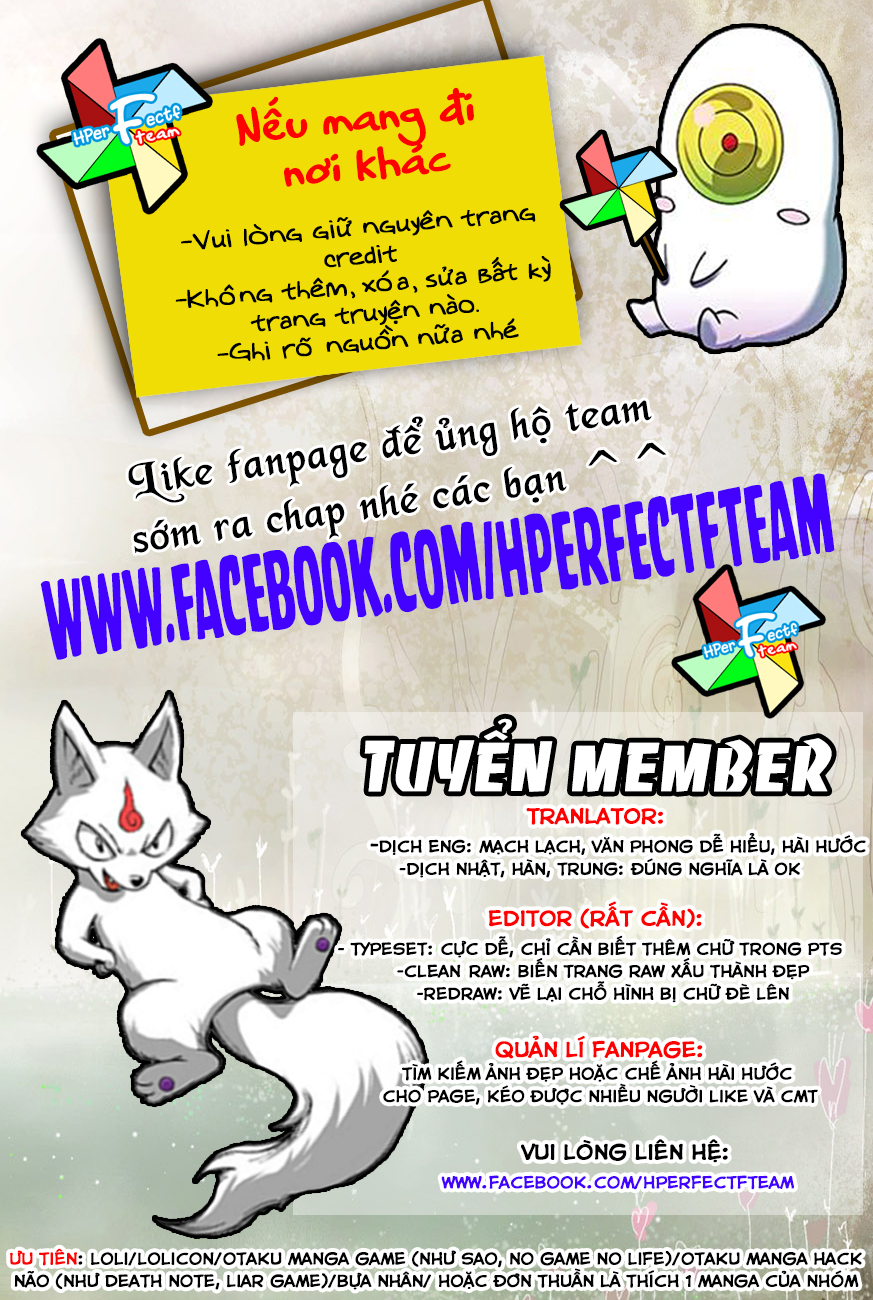 HPerFectf
team
Nếu mang đi
nơi khác
-Vui lòng giữ nguyên trang
credit
-Không thêm, xóa, sửa bất kỳ
trang truyện nào.
-Ghi rõ nguồn nữa nhé
Like fanpage để ủng hộ team
sớm ra chap nhé các bạn ^ ^
WWW.FACEBOOK.COM/HPERFECTFTEAM
HPerFectf
team
TUYỂN MEMBER
TRANLATOR:
-DỊCH ENG: MẠCH LẠCH, VĂN PHONG DỄ HIỂU, HÀI HƯỚC
-DỊCH NHẬT, HÀN, TRUNG: ĐÚNG NGHĨA LÀ OK
EDITOR (RẤT CẦN):
- TYPESET: CỰC DỄ, CHỈ CẦN BIẾT THÊM CHỮ TRONG PTS
-CLEAN RAW: BIẾN TRANG RAW XẤU THÀNH ĐẸP
-REDRAW: VẼ LẠI CHỖ HÌNH BỊ CHỮ ĐÈ LÊN
QUẢN LÍ FANPAGE:
TÌM KIẾM ẢNH ĐẸP HOẶC CHẾ ẢNH HÀI HƯỚC
CHO PAGE, KÉO ĐƯỢC NHIỀU NGƯỜI LIKE VÀ CMT
VUI LÒNG LIÊN HỆ:
WWW.FACEBOOK.COM/HPERFECTFTEAM
ƯU TIÊN: LOLI/LOLICON/OTAKU MANGA GAME (NHƯ SAO, NO GAME NO LIFE)/OTAKU MANGA HACK
NÃO (NHƯ DEATH NOTE, LIAR GAME)/BỰA NHÂN/ HOẶC ĐƠN THUẦN LÀ THÍCH 1 MANGA CỦA NHÓM